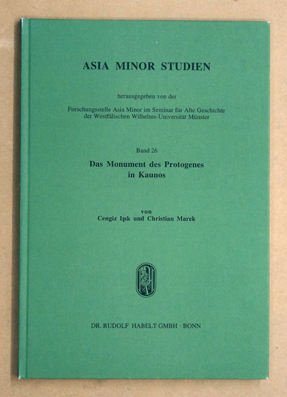 ASIA MINOR STUDIEN
herausgegeben von der
Forschungsstelle Asia Minor im Seminar für Alte Geschichte
der Westfälischen Wilhelms-Universität Münster
Band 26
Das Monument des Protogenes
in Kaunos
von
Cengiz Işık und Christian Marek
DR. RUDOLF HABELT GMBH · BONN